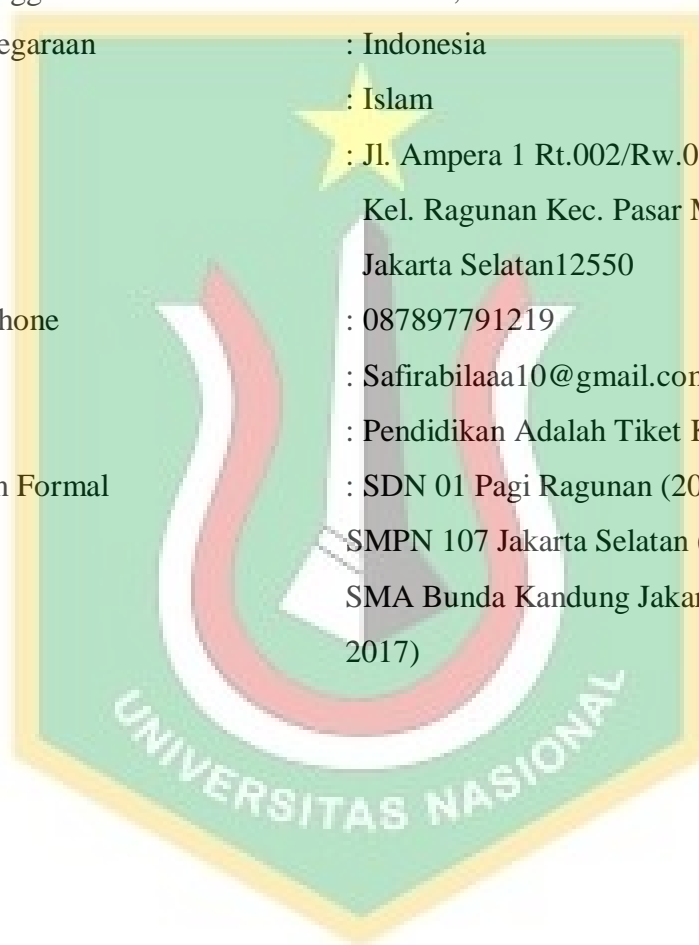 egaraan : Indonesia
: Islam
: Jl. Ampera 1 Rt.002/Rw.0
Kel. Ragunan Kec. Pasar M
Jakarta Selatan12550
hone : 087897791219
: Safirabilaaa10@gmail.com
: Pendidikan Adalah Tiket K
n Formal : SDN 01 Pagi Ragunan (20
SMPN 107 Jakarta Selatan (
SMA Bunda Kandung Jakar
2017)
UNIVERSITAS NASIONAL